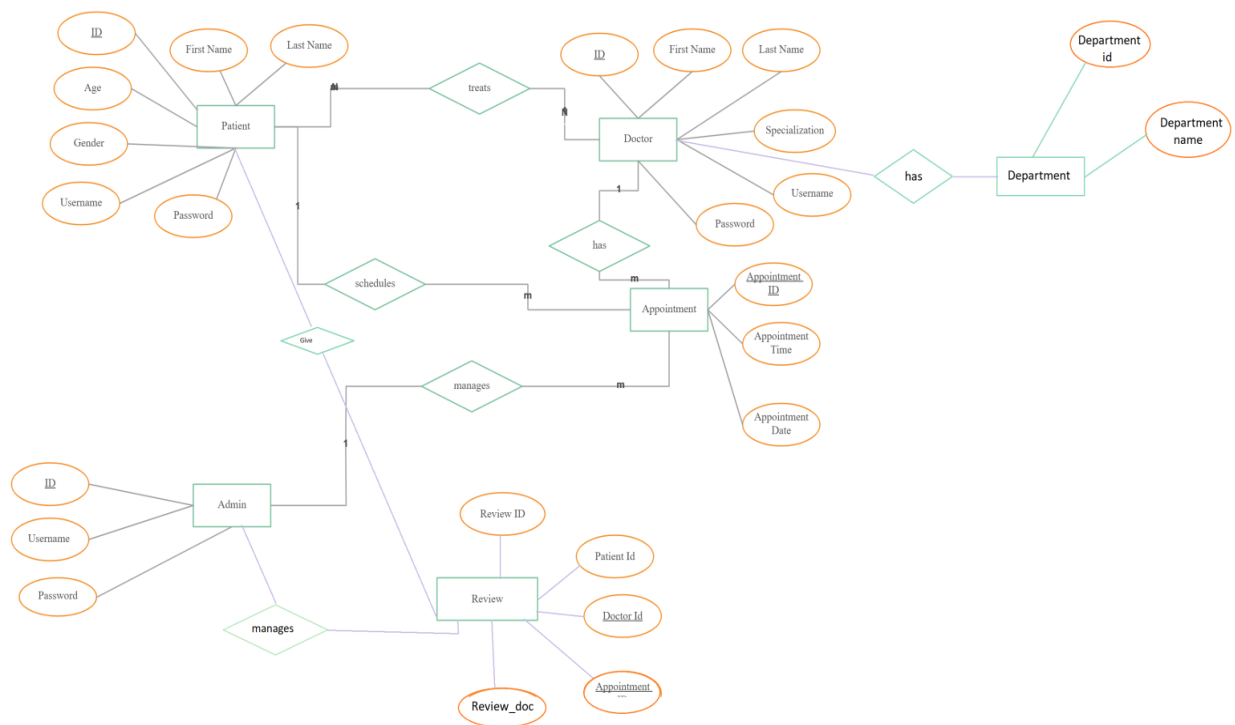 ID
First Name
Last Name
Age
Patient
Gender
Username
Password
N
treats
N
ID
First Name
Last Name
Doctor
Specialization
Username
Password
has
Department
id
Department
name
Department
1
has
m
1
schedules
m
Appointment
Appointment
ID
Appointment
Time
Appointment
Date
Give
manages
m
1
ID
Admin
Username
Password
manages
Review ID
Patient Id
Review
Doctor Id
Appointment
Review_doc